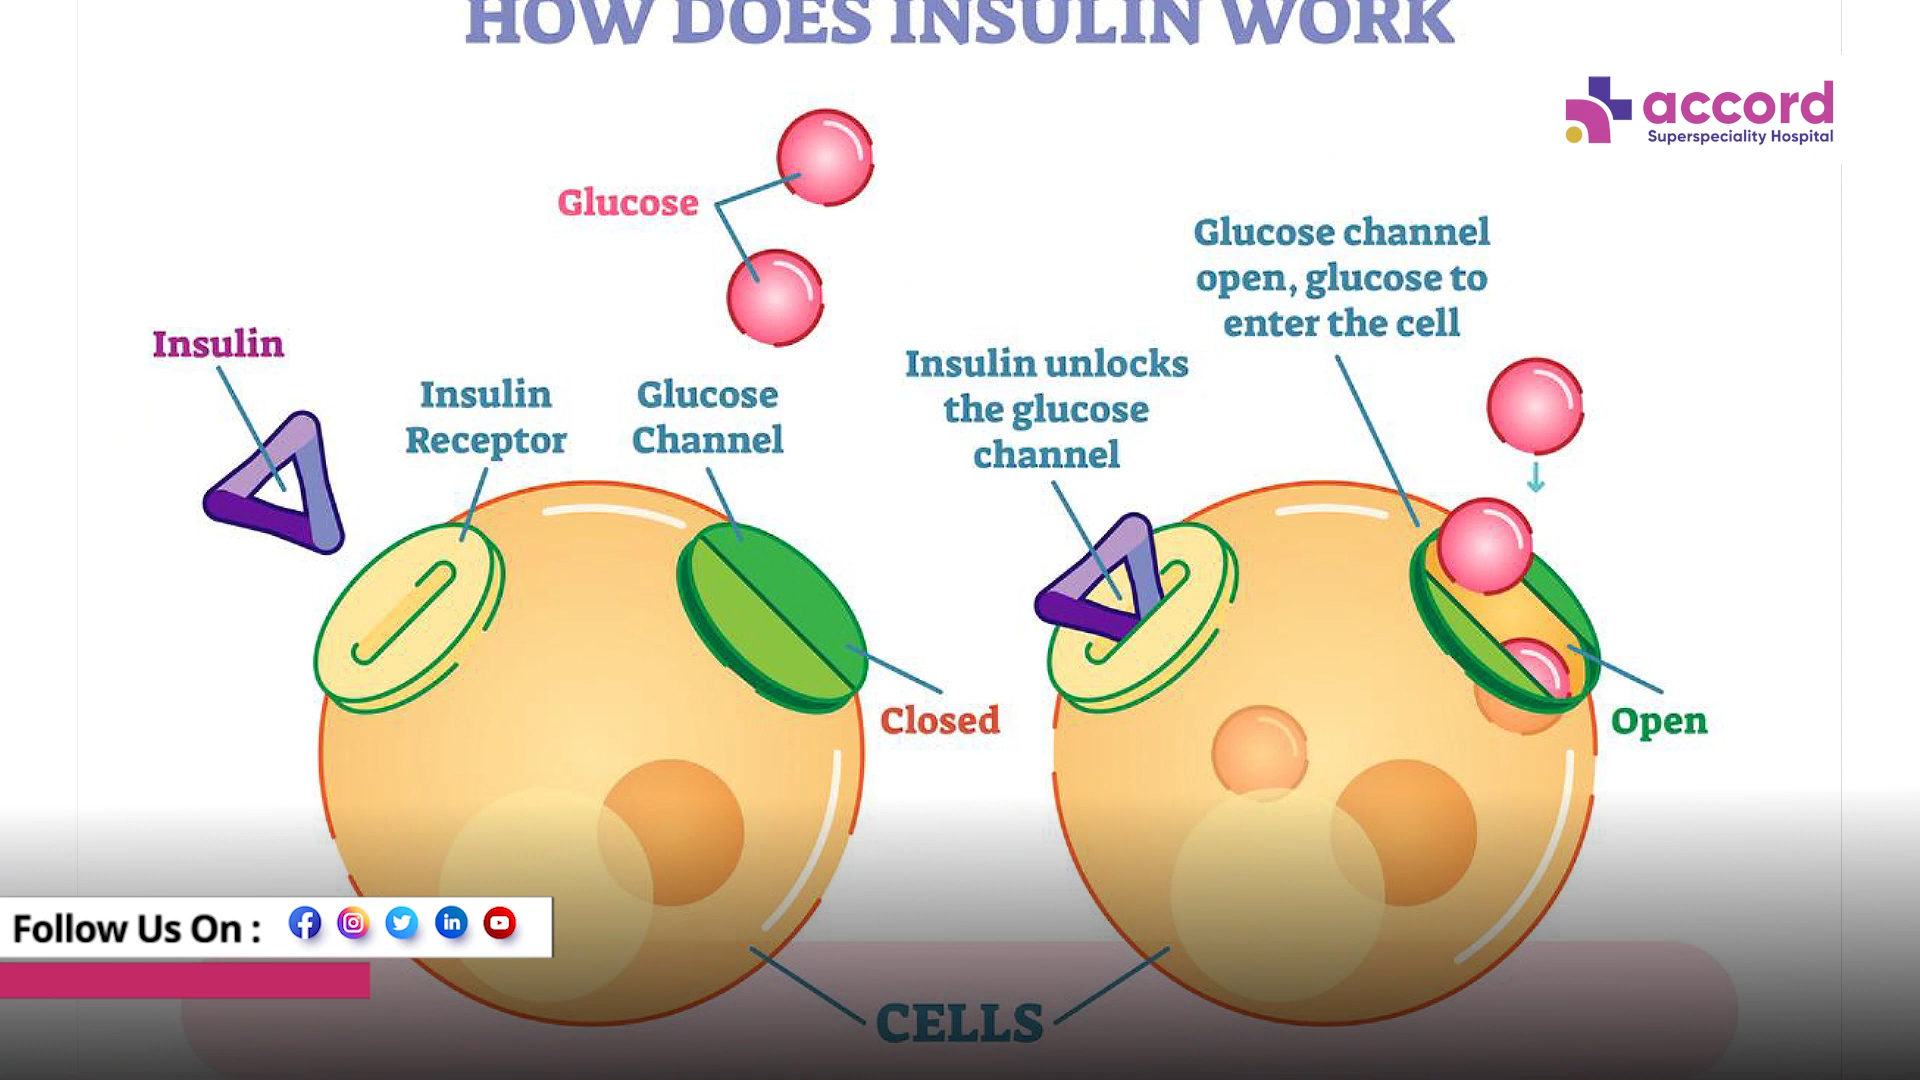 HOW DOES INSULIN WORK
accord
Superspeciality Hospital
Glucose
Glucose channel
open, glucose to
enter the cell
Insulin
Insulin
Receptor
Glucose
Channel
Insulin unlocks
the glucose
channel
Closed
Open
Follow Us On :
CELLS